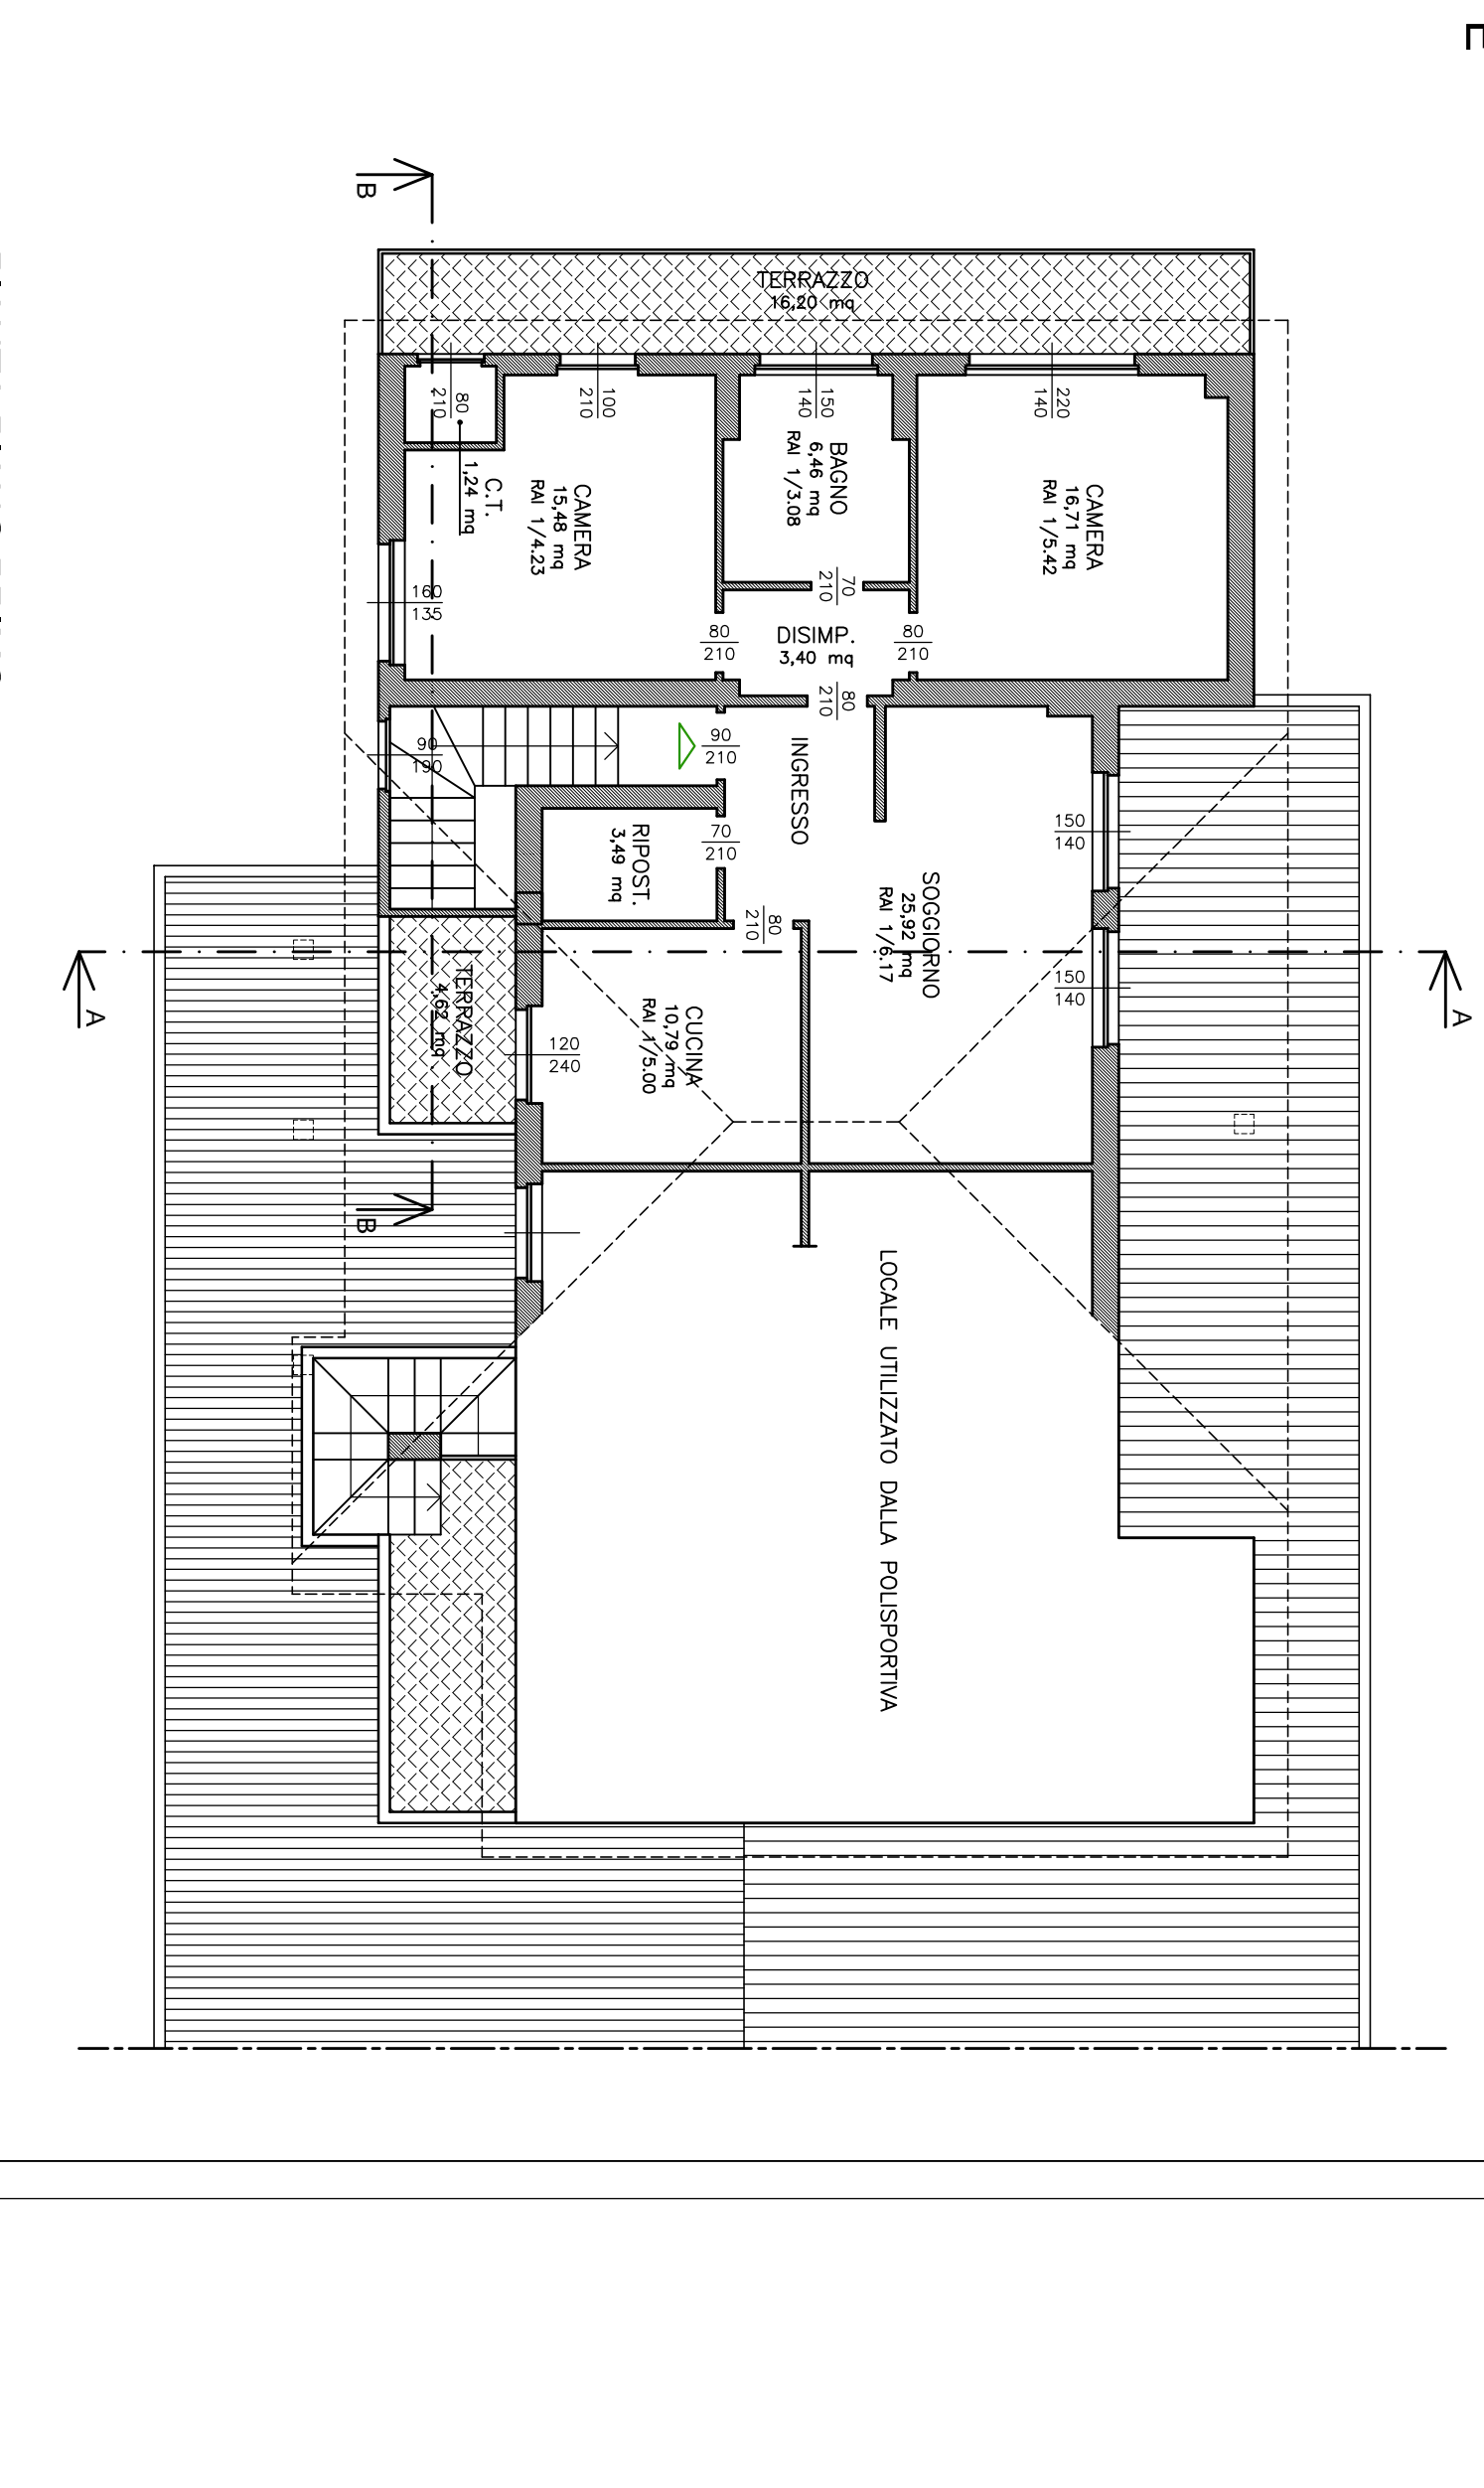 B
TERRAZZO
16,20 mq
80
210
100
210
150
140
220
140
C.T.
1,24 mq
CAMERA
15,48 mq
RAI 1/4.23
BAGNO
6,46 mq
RAI 1/3.08
CAMERA
16,71 mq
RAI 1/5.42
160
135
70
210
80
210
DISIMP.
3,40 mq
80
210
80
210
90
190
90
210
INGRESSO
70
210
RIPOST.
3,49 mq
150
140
SOGGIORNO
25,92 mq
RAI 1/6.17
80
210
150
140
A
A
TERRAZZO
4,62 mq
120
240
CUCINA
10,79 mq
RAI 1/5.00
B
LOCALE UTILIZZATO DALLA POLISPORTIVA